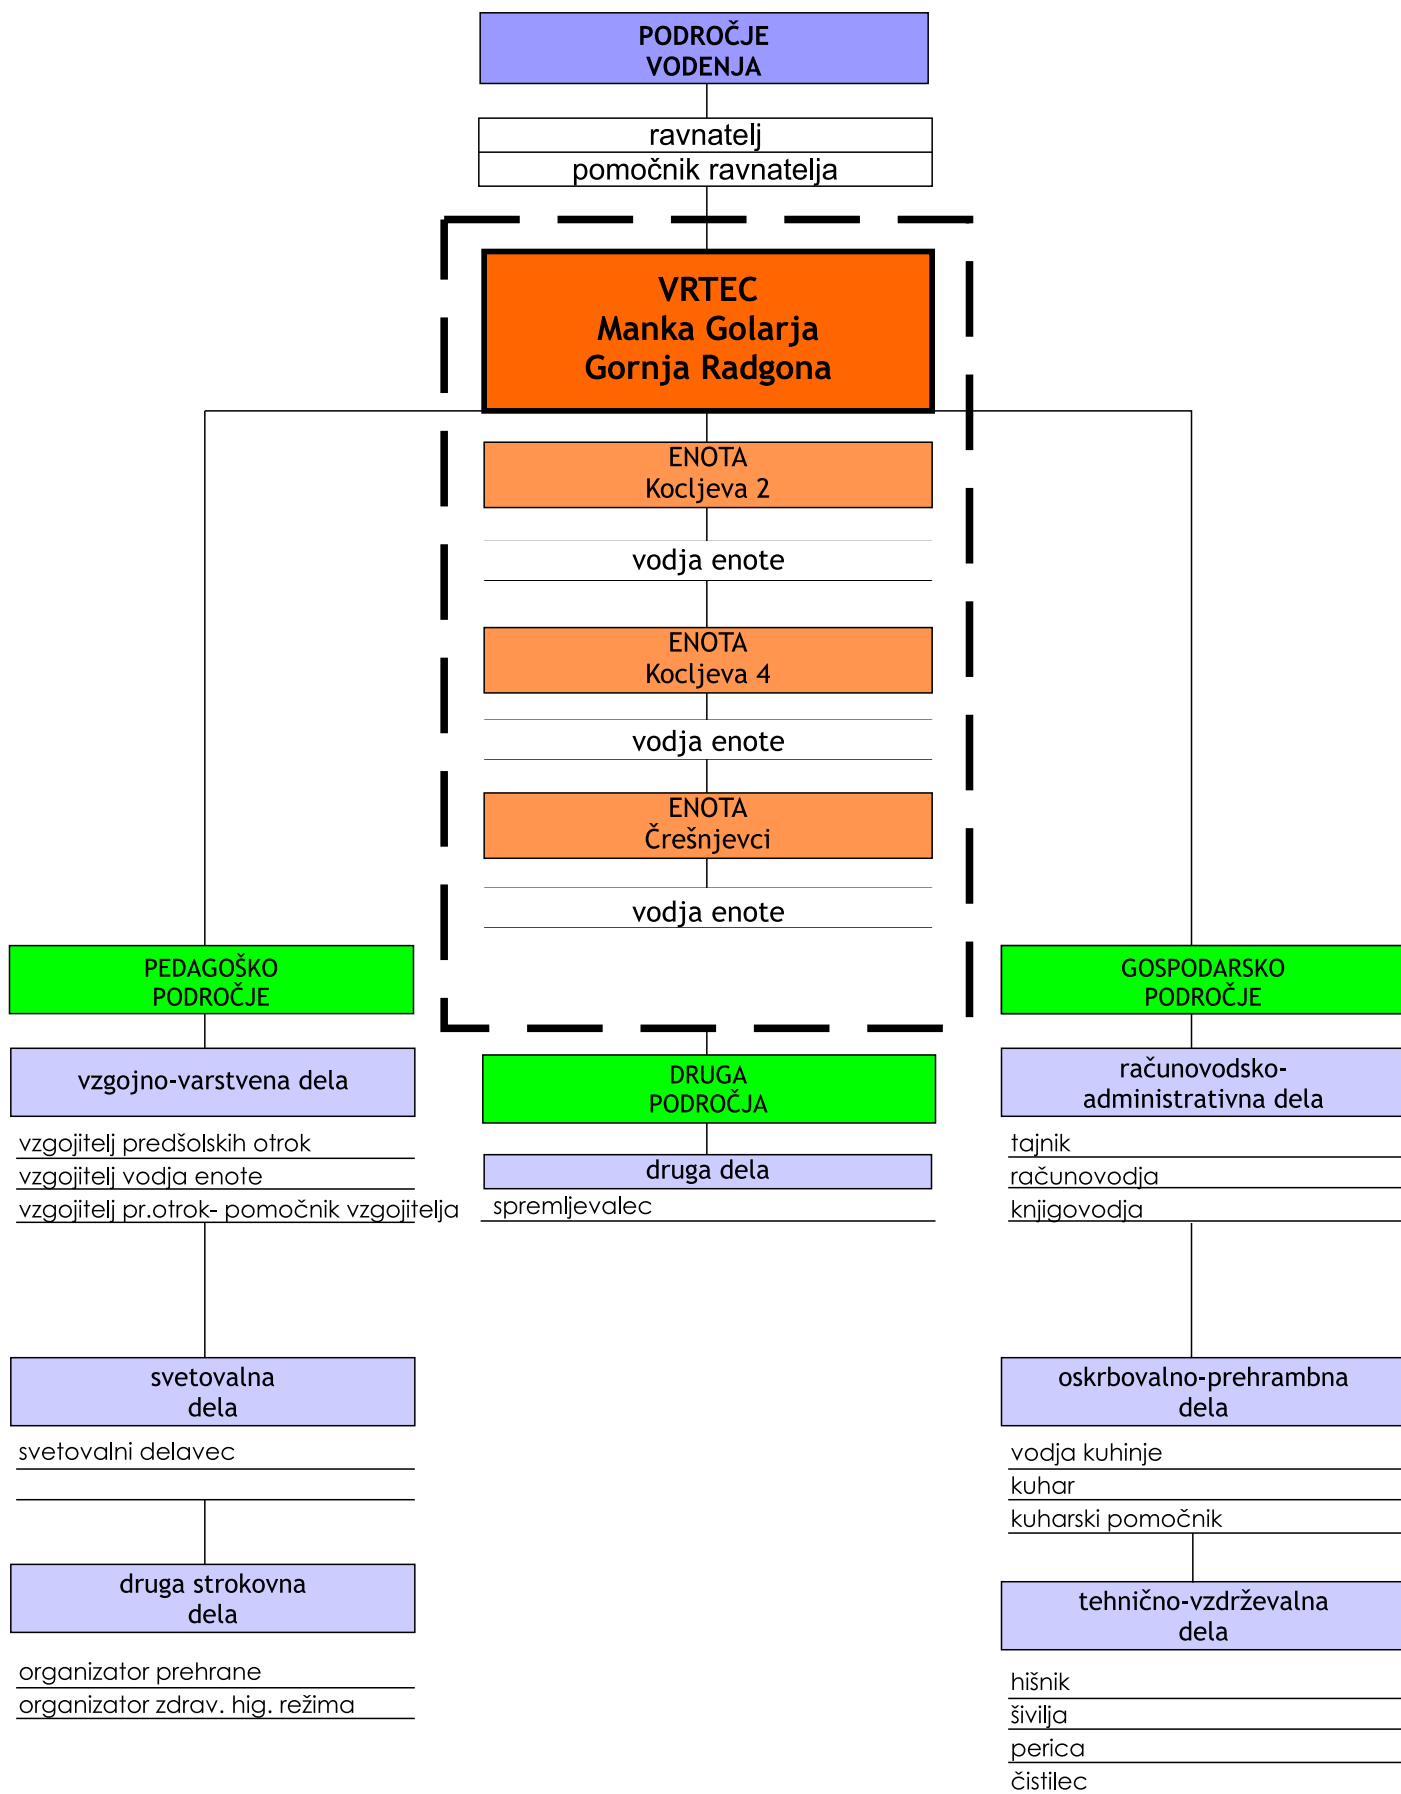 PODROČJE
VODENJA
ravnatelj
pomočnik ravnatelja
VRTEC
Manka Golarja
Gornja Radgona
ENOTA
Kocljeva 2
vodja enote
ENOTA
Kocljeva 4
vodja enote
ENOTA
Črešnjevci
vodja enote
PEDAGOŠKO
PODROČJE
vzgojno-varstvena dela
vzgojitelj predšolskih otrok
vzgojitelj vodja enote
vzgojitelj pr.otrok- pomočnik vzgojitelja
svetovalna
dela
svetovalni delavec
druga strokovna
dela
organizator prehrane
organizator zdrav. hig. režima
DRUGA
PODROČJA
druga dela
spremljevalec
GOSPODARSKO
PODROČJE
računovodsko-
administrativna dela
tajnik
računovodja
knjigovodja
oskrbovalno-prehrambna
dela
vodja kuhinje
kuhar
kuharski pomočnik
tehnično-vzdrževalna
dela
hišnik
šivilja
perica
čistilec